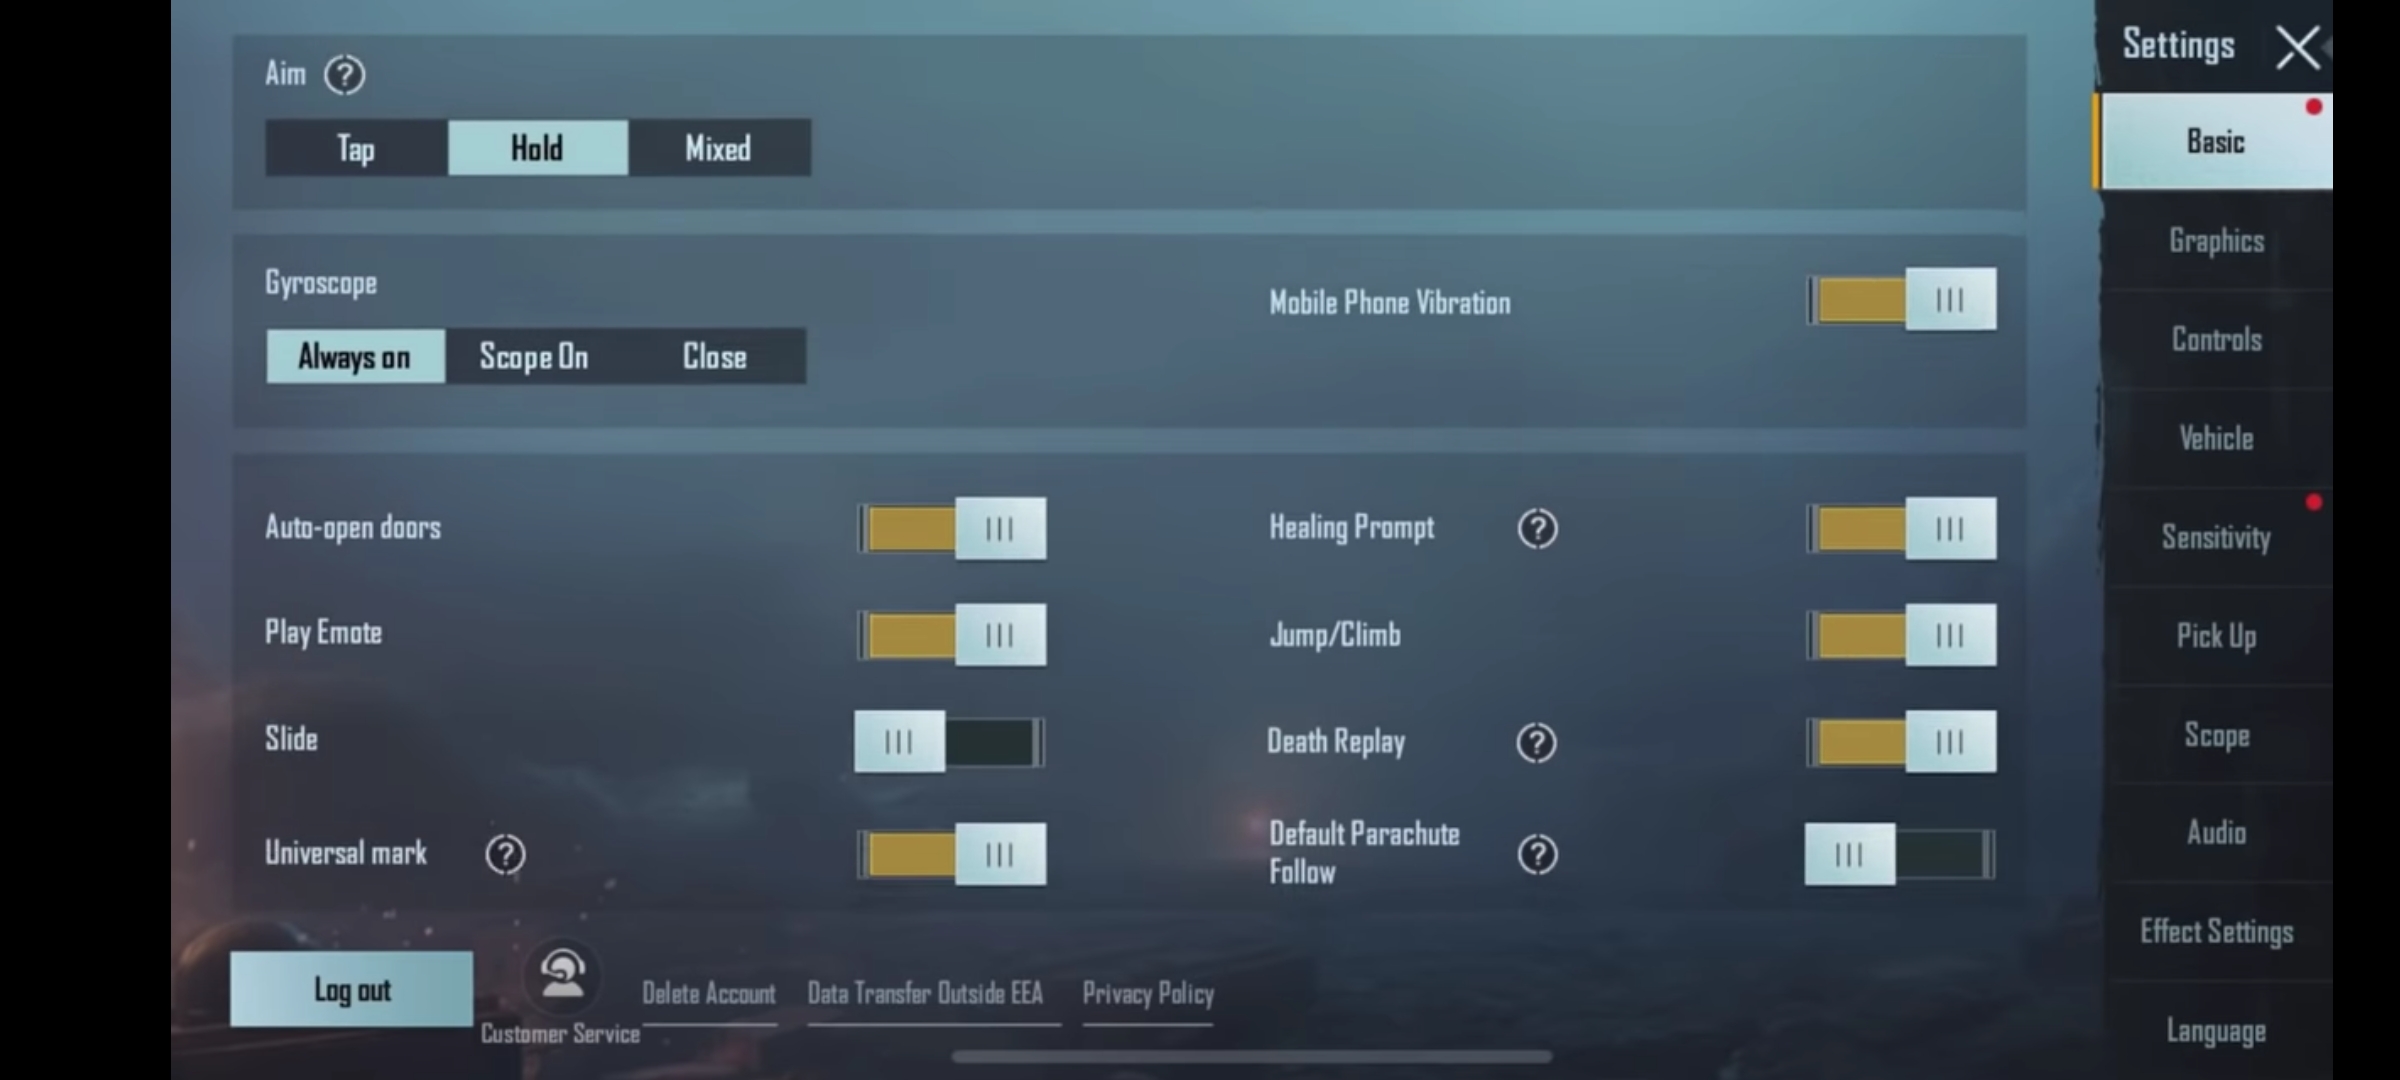 Settings
Aim ?
Tap Hold Mixed
Gyroscope
Mobile Phone Vibration
Always on Scope On Close
Auto-open doors
Healing Prompt ?
Play Emote
Jump/Climb
Slide
Death Replay ?
Universal mark ?
Default Parachute
Follow ?
Log out
Customer Service
Delete Account
Data Transfer Outside EEA
Privacy Policy
Basic
Graphics
Controls
Vehicle
Sensitivity
Pick Up
Scope
Audio
Effect Settings
Language